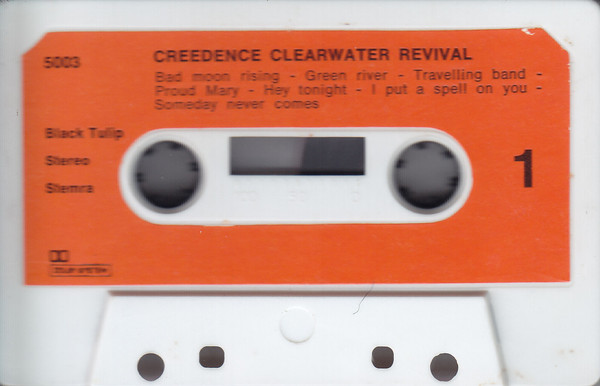 5003
CREEDENCE CLEARWATER REVIVAL
Bad moon rising - Green river - Travelling band -
Proud Mary - Hey tonight - I put a spell on you -
Someday never comes
Black Tulip
Stereo
Stemra
1